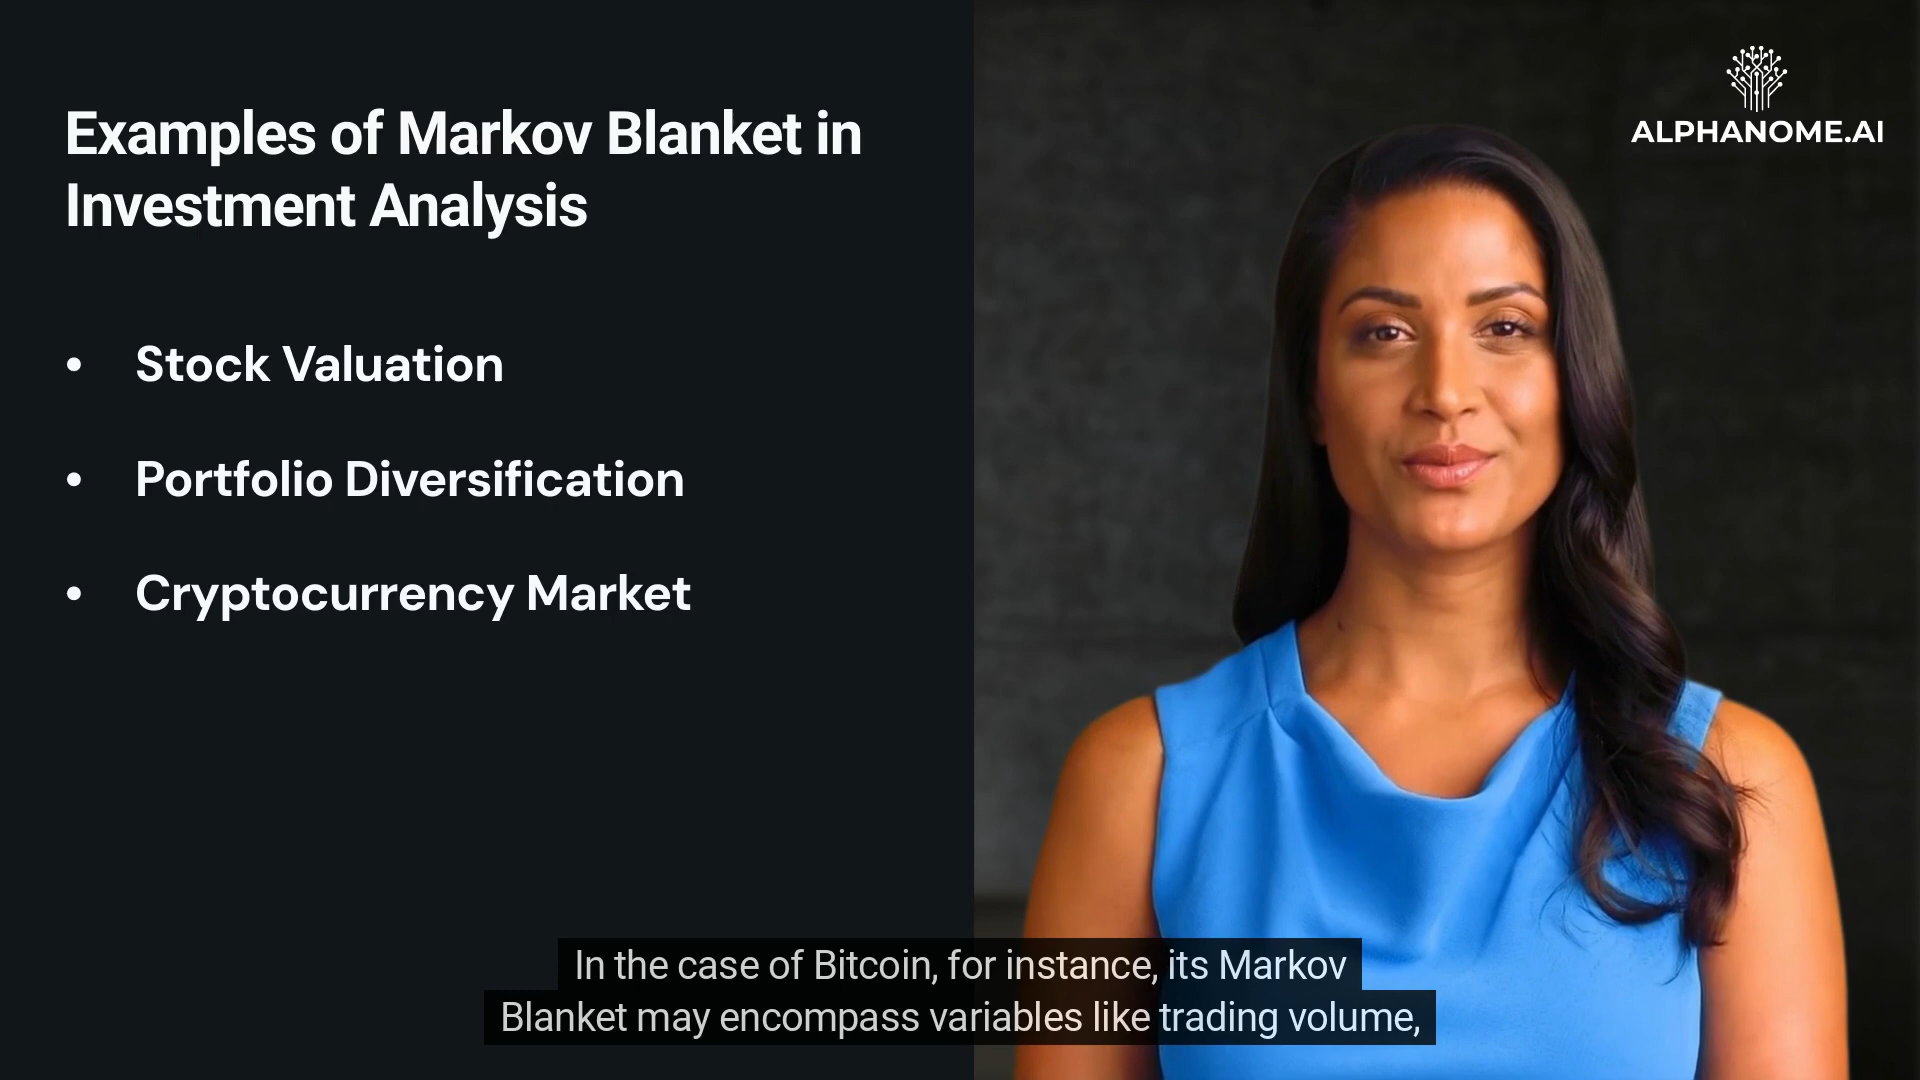 ALPHANOME.AI
Examples of Markov Blanket in
Investment Analysis
• Stock Valuation
• Portfolio Diversification
• Cryptocurrency Market
In the case of Bitcoin, for instance, its Markov
Blanket may encompass variables like trading volume,